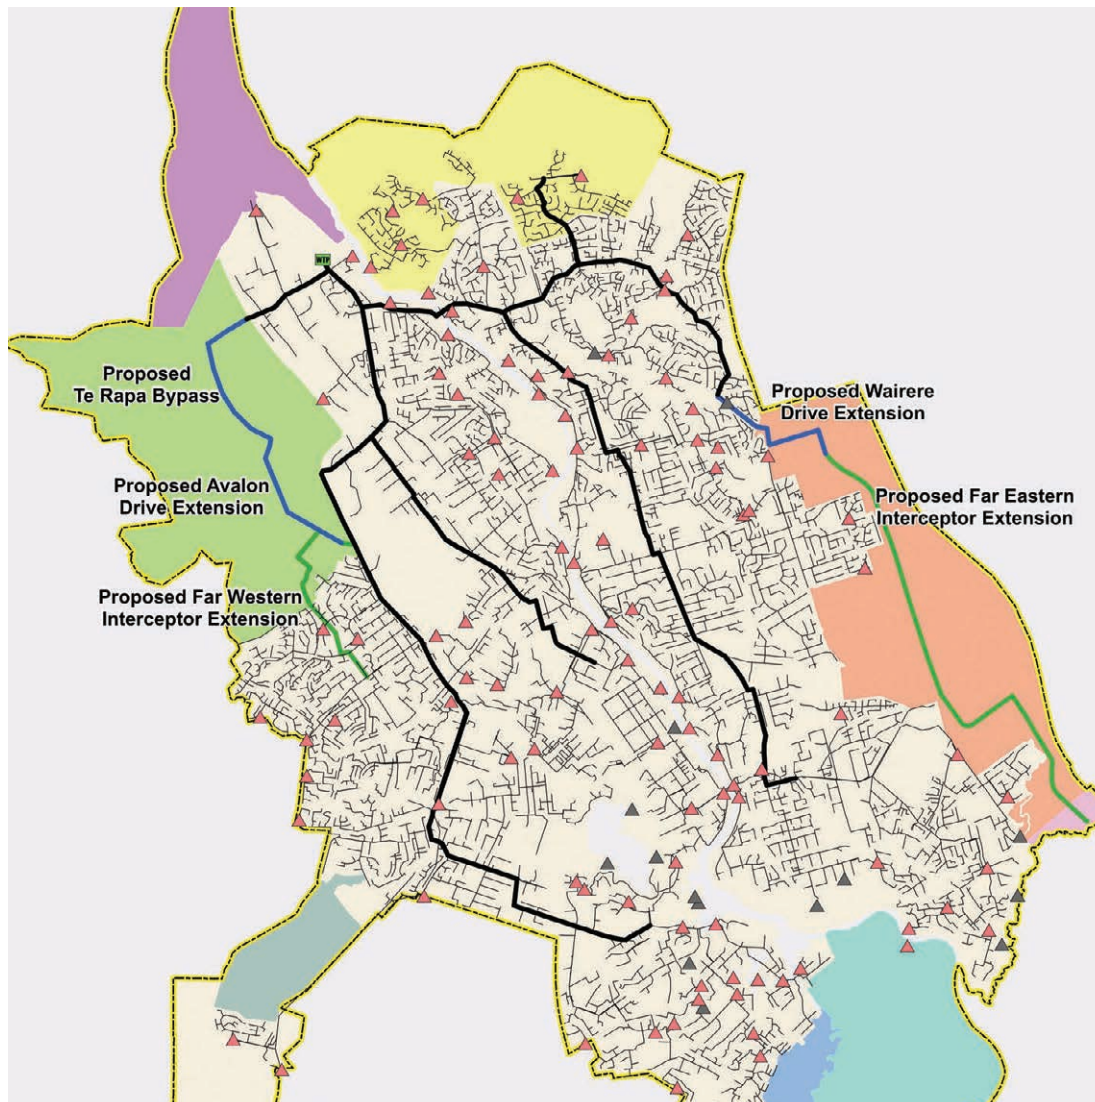 WTP
Proposed
Te Rapa Bypass
Proposed Wairere
Drive Extension
Proposed Avalon
Drive Extension
Proposed Far Eastern
Interceptor Extension
Proposed Far Western
Interceptor Extension